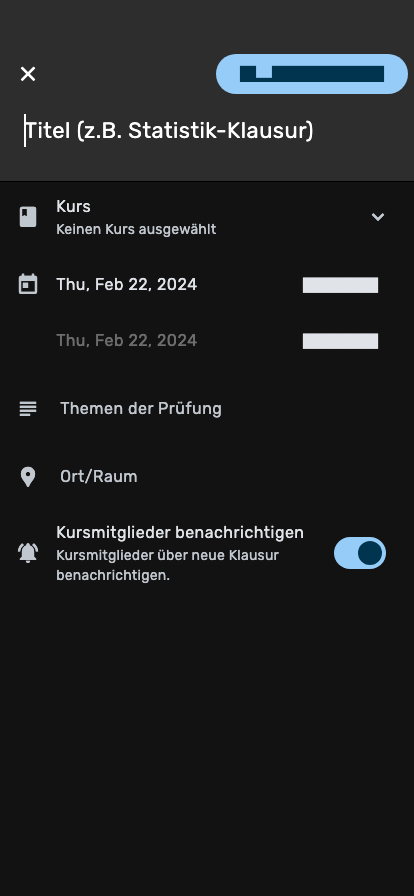 Titel (z.B. Statistik-Klausur)
Kurs
Keinen Kurs ausgewählt
Thu, Feb 22, 2024
Thu, Feb 22, 2024
Themen der Prüfung
Ort/Raum
Kursmitglieder benachrichtigen
Kursmitglieder über neue Klausur
benachrichtigen.